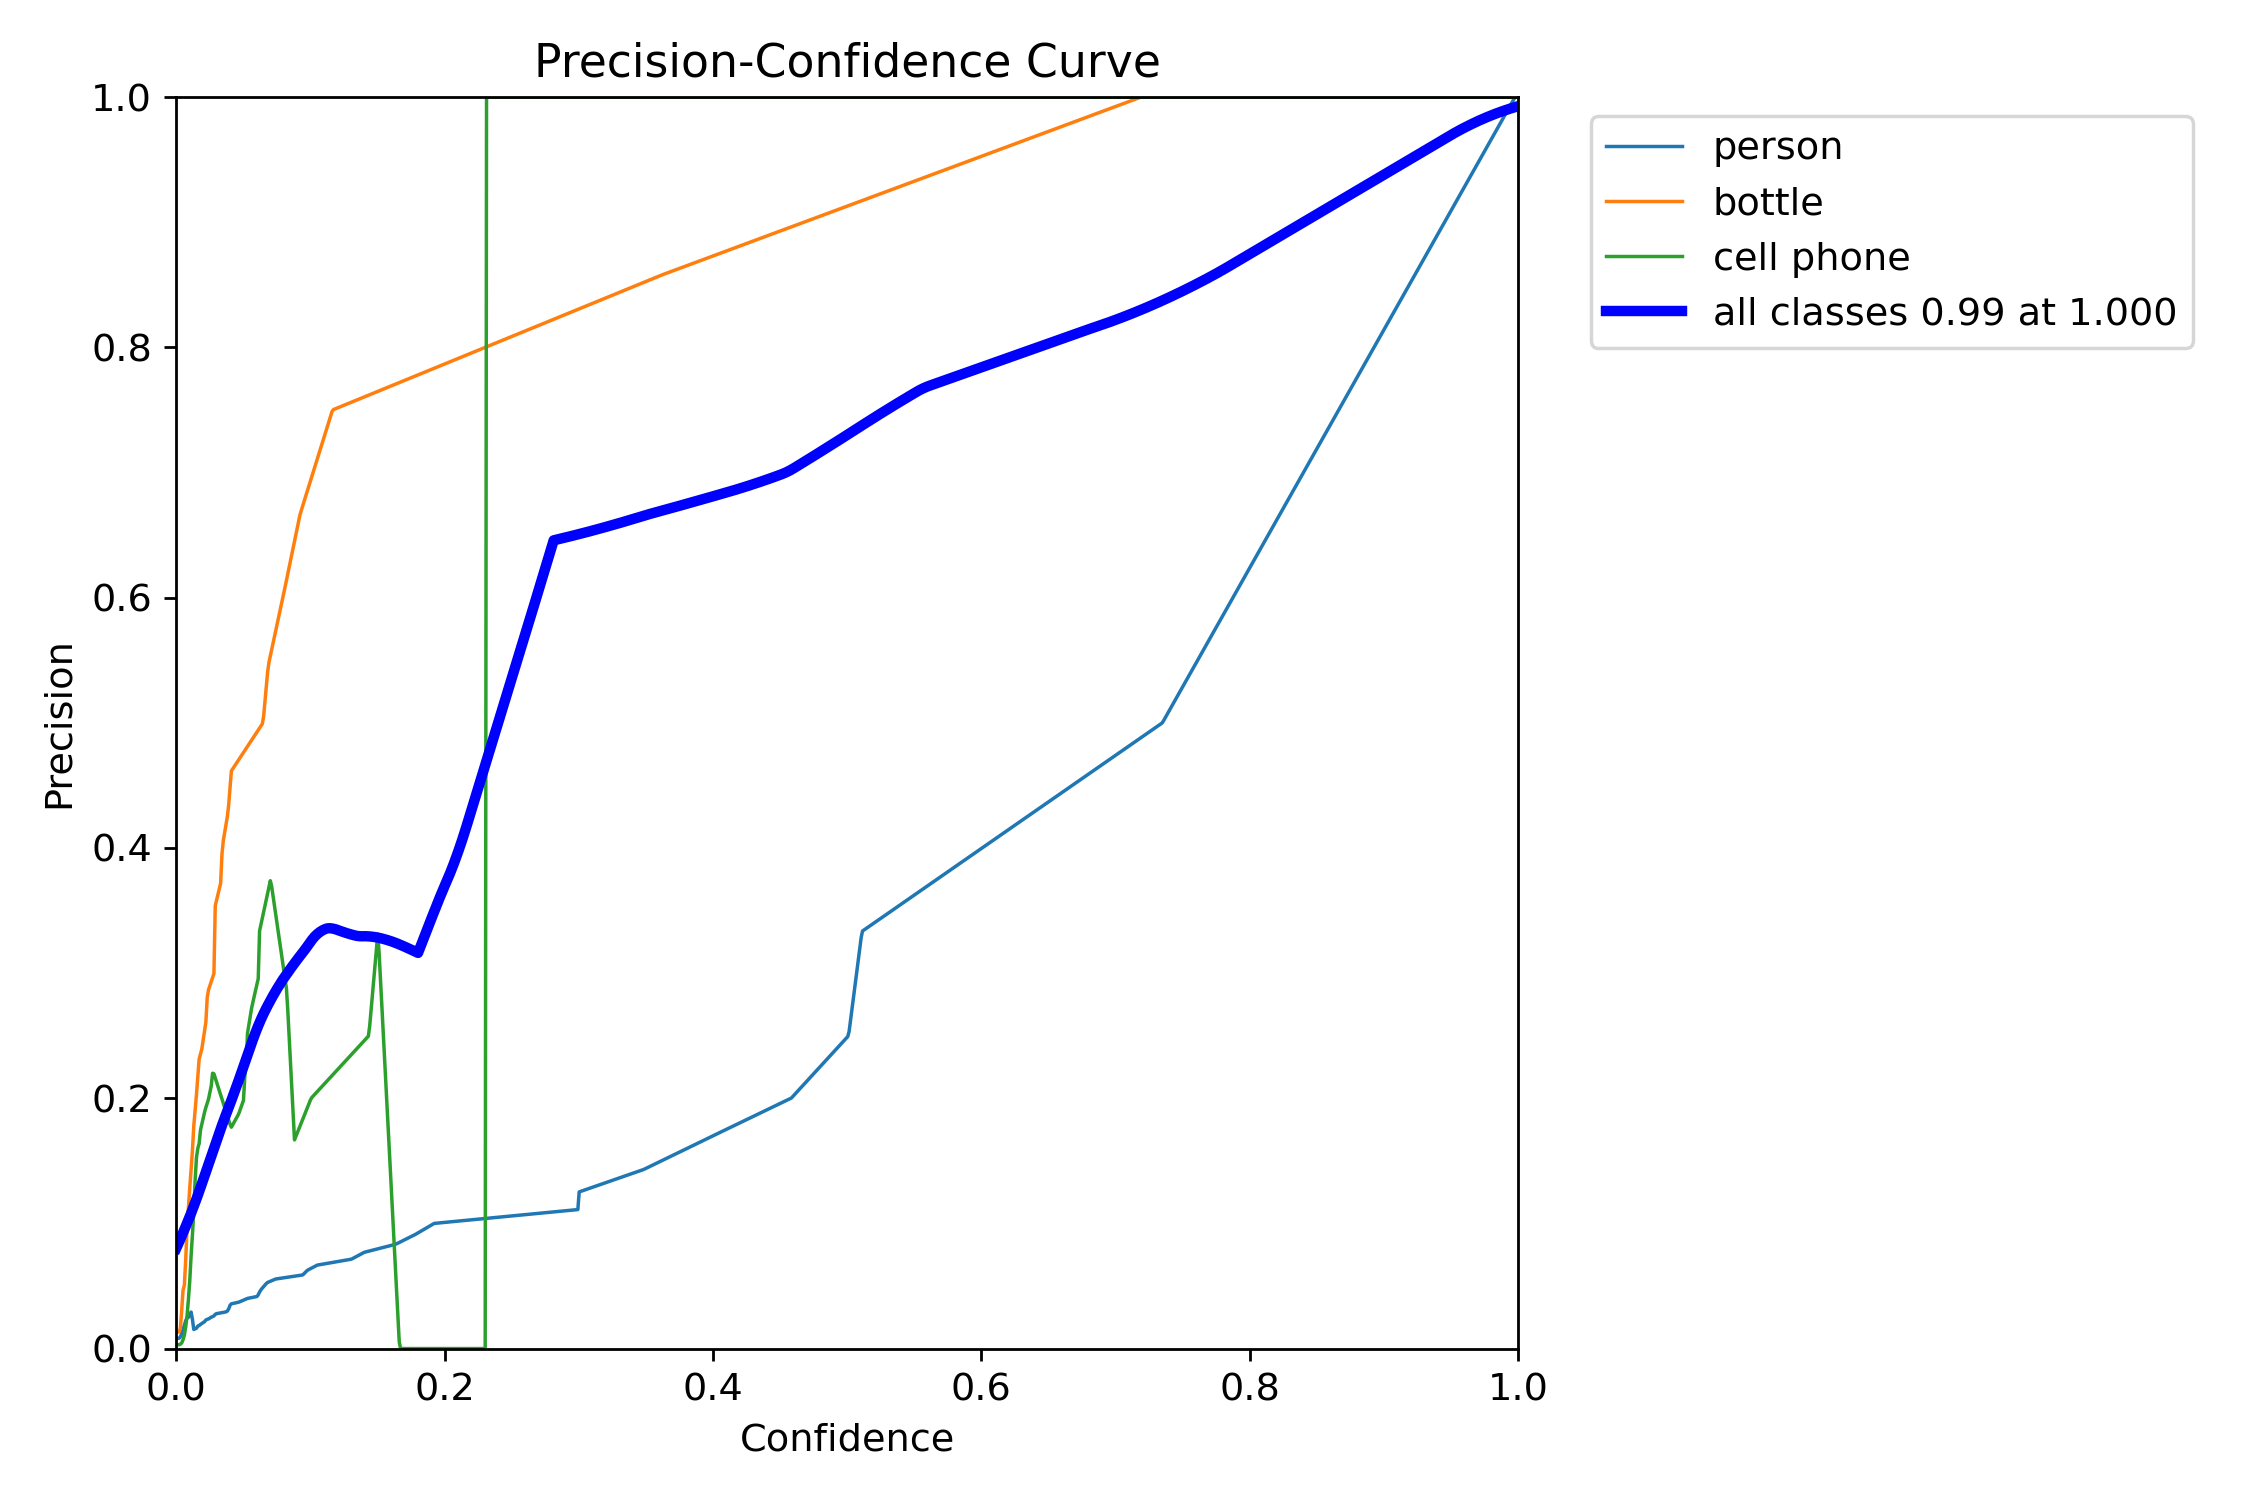 Precision-Confidence Curve
1.0
0.8
0.6
0.4
0.2
0.0
Precision
0.0 0.2 0.4 0.6 0.8 1.0
Confidence
person
bottle
cell phone
all classes 0.99 at 1.000